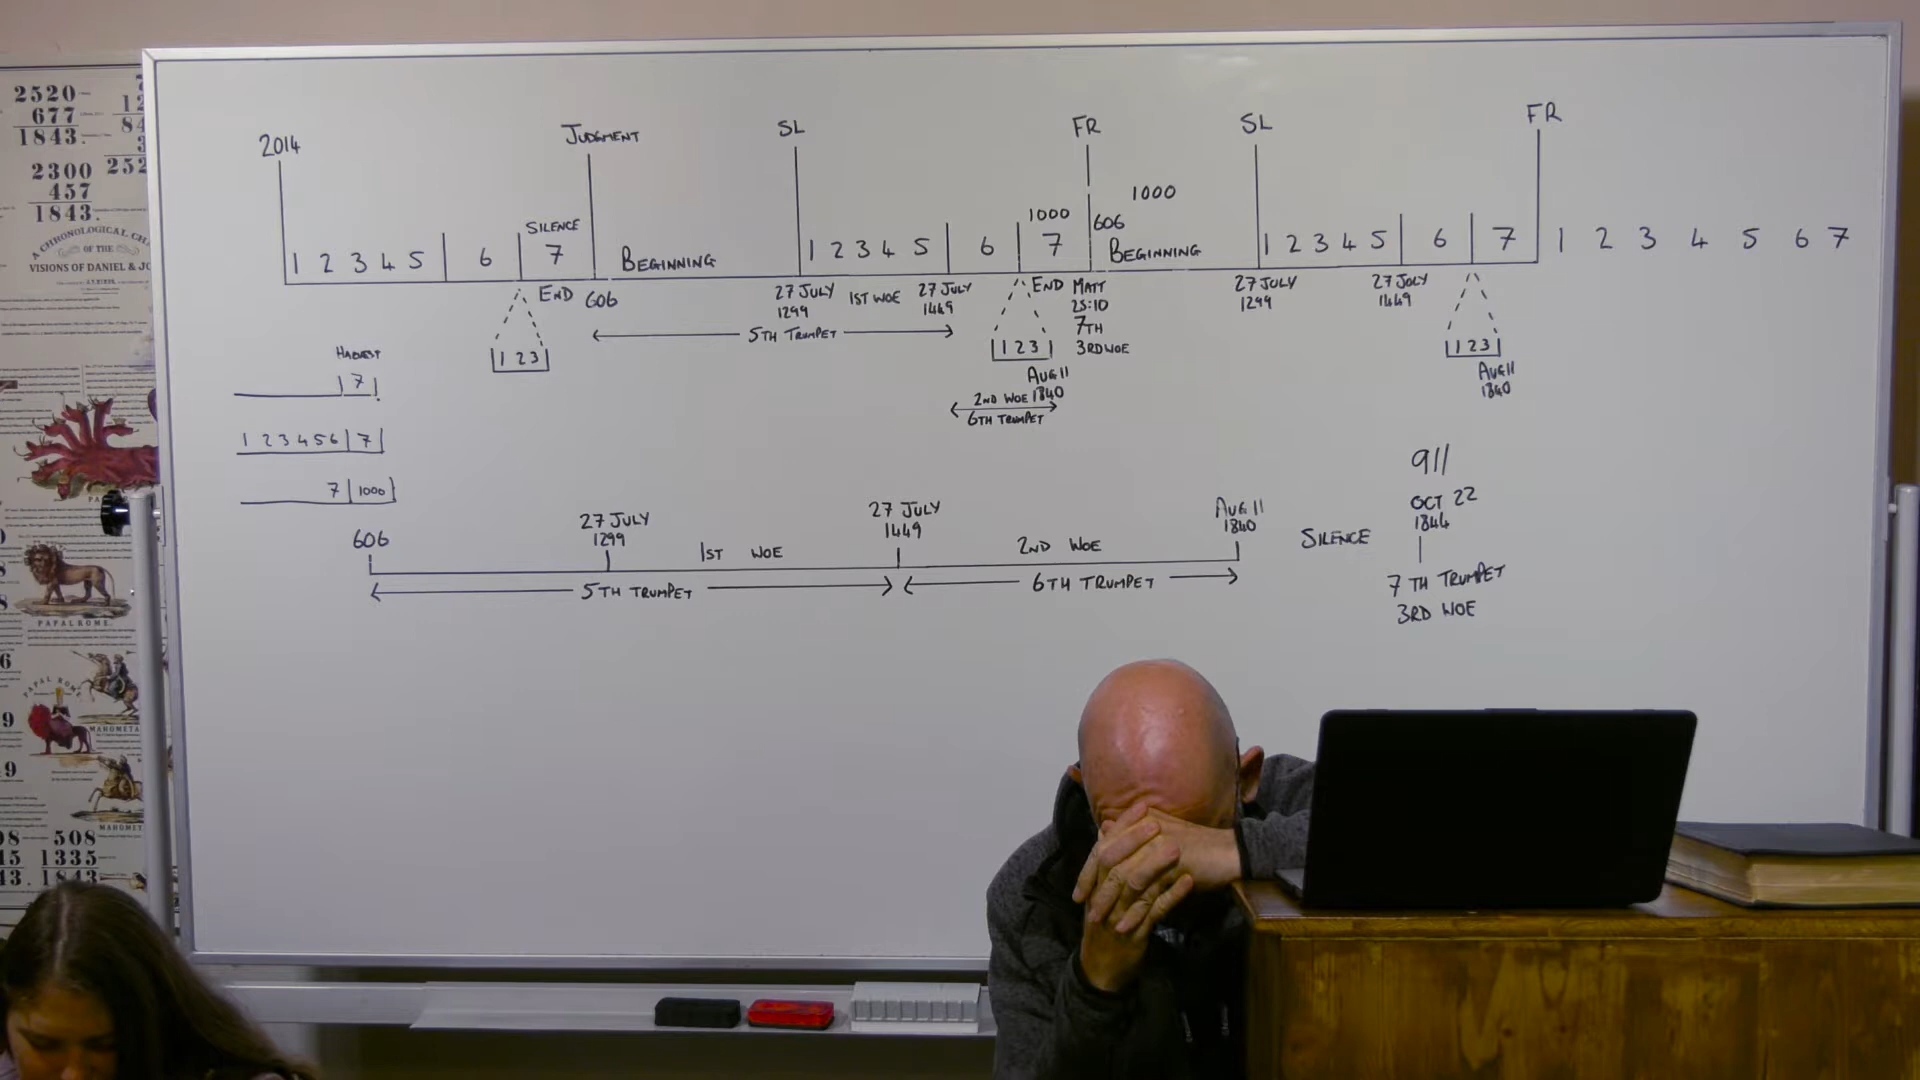 2520
677
1843.
2300
457
1843.
252
A CHRONOLOGICAL CH
OF THE
VISIONS OF DANIEL & JO
PAPAL ROME.
PAPAL ROME
MAHOMETA
MAHOMETA
508
1335
1843
2014
JUDGMENT
SL
FR
SL
FR
SILENCE
1000
1000
606
1 2 3 4 5 6 7 BEGINNING 1 2 3 4 5 6 7 BEGINNING 1 2 3 4 5 6 7 1 2 3 4 5 6 7
END 606
27 JULY
1299
1ST WOE
27 JULY
1449
5TH TRUMPET
END MATT
25:10
7TH
3RD WOE
27 JULY
1299
27 JULY
1449
1 2 3
1 2 3
AUG 11
1840
2ND WOE
6TH TRUMPET
1 2 3
AUG 11
1840
HARVEST
7
1 2 3 4 5 6 7
7 1000
606
27 JULY
1299
1ST WOE
27 JULY
1449
2ND WOE
AUG 11
1840
5TH TRUMPET
6TH TRUMPET
SILENCE
911
OCT 22
1844
7TH TRUMPET
3RD WOE